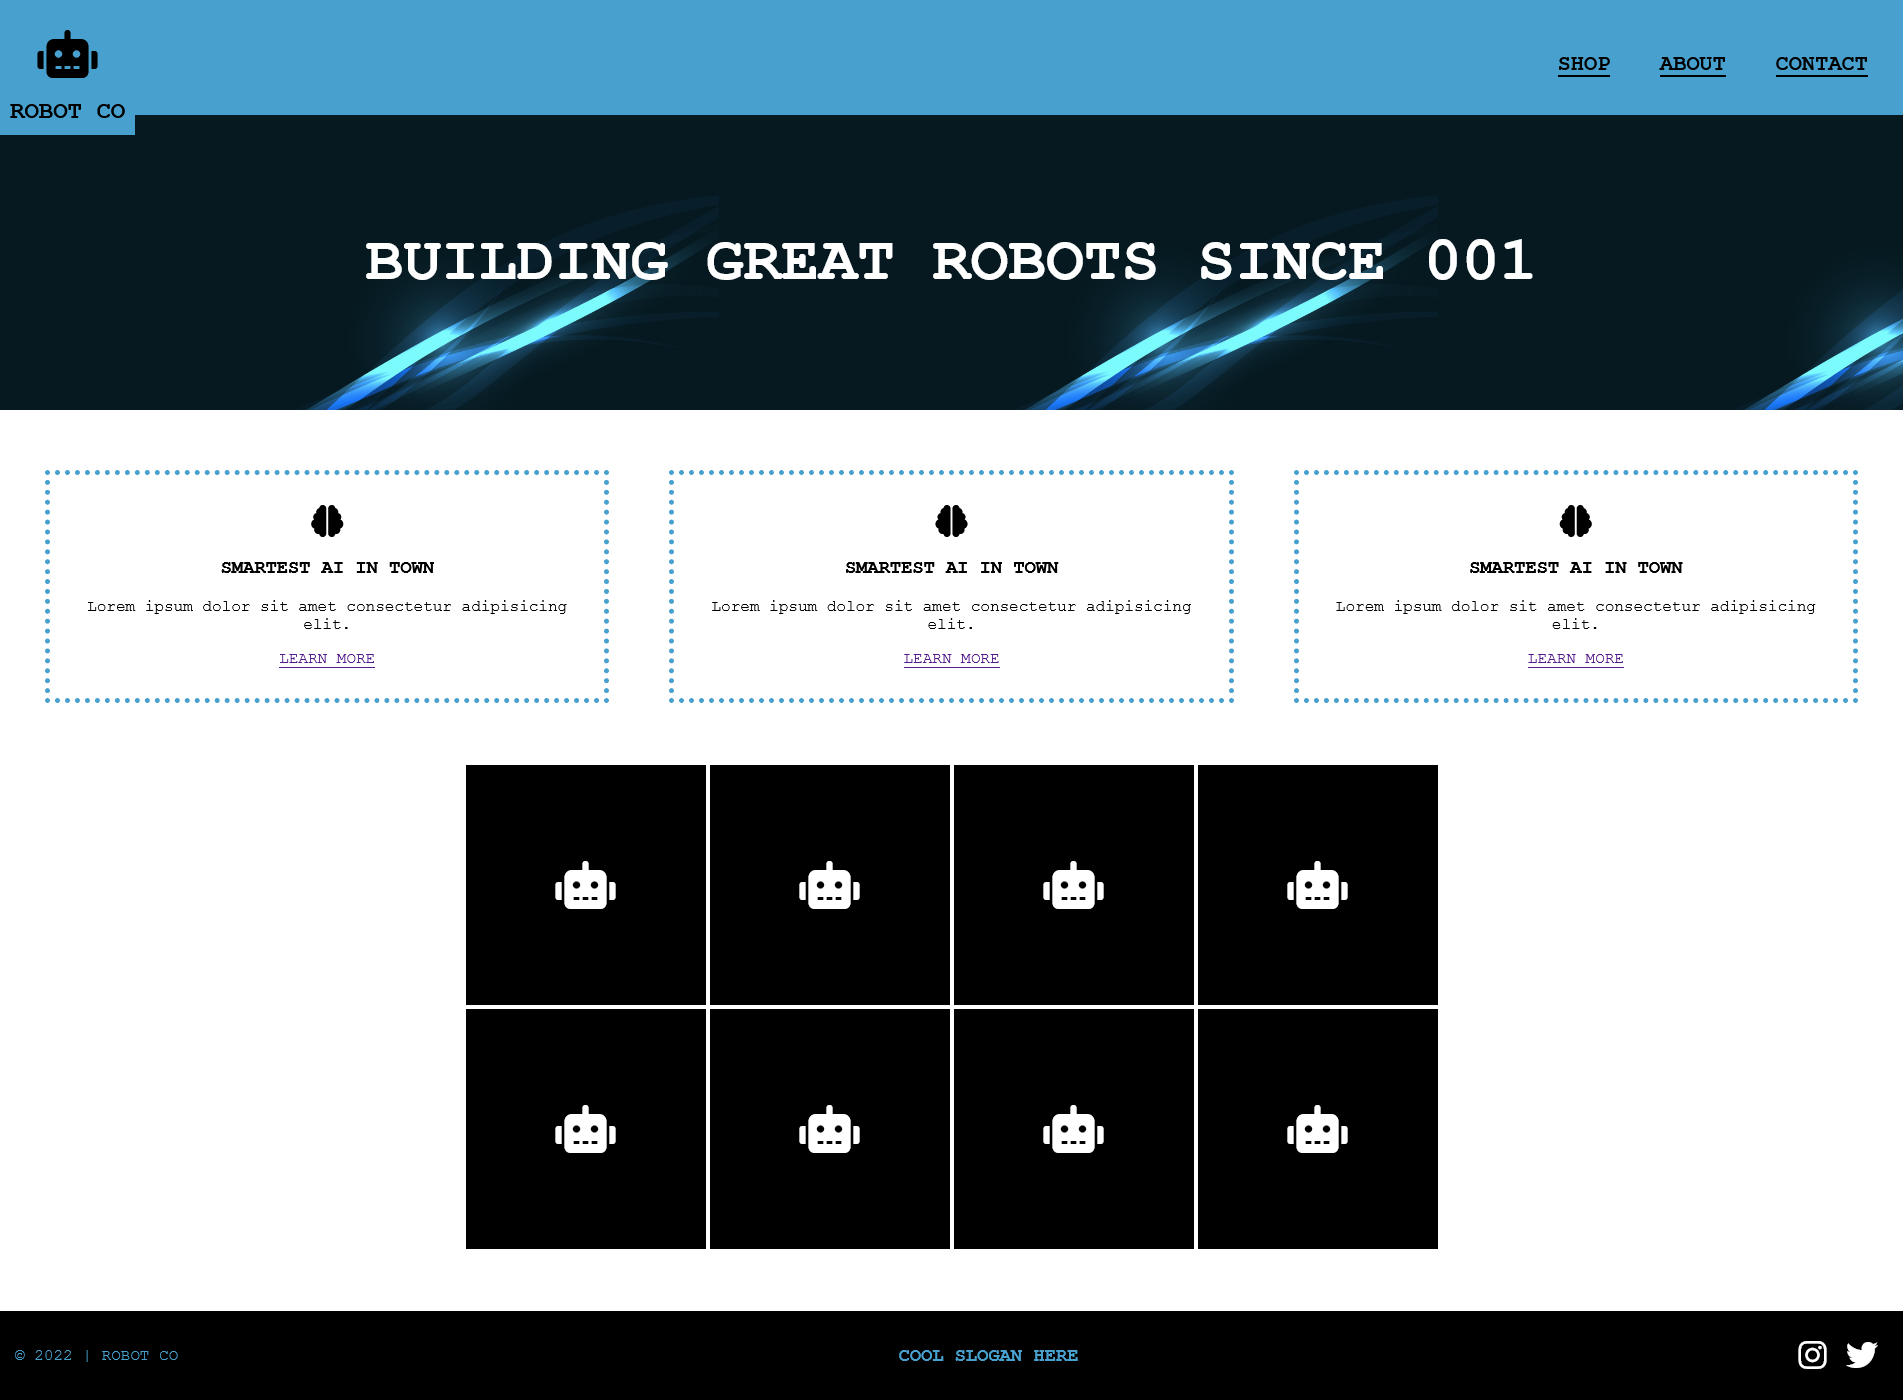 ROBOT CO
SHOP ABOUT CONTACT
BUILDING GREAT ROBOTS SINCE 001
SMARTEST AI IN TOWN
Lorem ipsum dolor sit amet consectetur adipisicing
elit.
LEARN MORE
SMARTEST AI IN TOWN
Lorem ipsum dolor sit amet consectetur adipisicing
elit.
LEARN MORE
SMARTEST AI IN TOWN
Lorem ipsum dolor sit amet consectetur adipisicing
elit.
LEARN MORE
© 2022 | ROBOT CO
COOL SLOGAN HERE